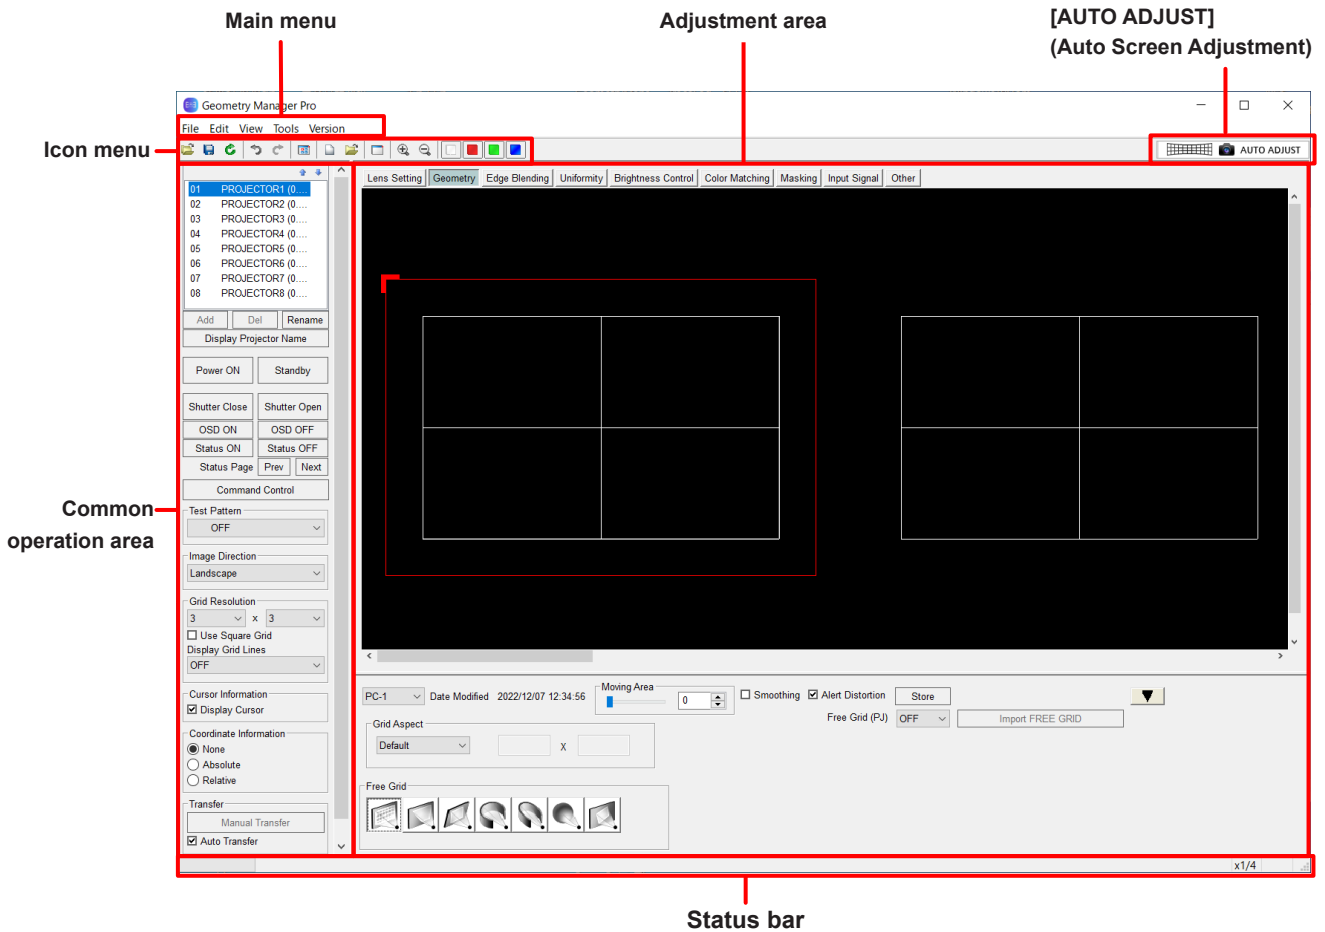 Main menu
Adjustment area
[AUTO ADJUST]
(Auto Screen Adjustment)
Geometry Manager Pro
File Edit View Tools Version
Icon menu
AUTO ADJUST
Lens Setting Geometry Edge Blending Uniformity Brightness Control Color Matching Masking Input Signal Other
01 PROJECTOR1 (0....
02 PROJECTOR2 (0....
03 PROJECTOR3 (0....
04 PROJECTOR4 (0....
05 PROJECTOR5 (0....
06 PROJECTOR6 (0....
07 PROJECTOR7 (0....
08 PROJECTOR8 (0....
Add Del Rename
Display Projector Name
Power ON Standby
Shutter Close Shutter Open
OSD ON OSD OFF
Status ON Status OFF
Status Page Prev Next
Command Control
Common
operation area
Test Pattern
OFF
Image Direction
Landscape
Grid Resolution
3 x 3
Use Square Grid
Display Grid Lines
OFF
Cursor Information
Display Cursor
Coordinate Information
None
Absolute
Relative
Transfer
Manual Transfer
Auto Transfer
PC-1 Date Modified 2022/12/07 12:34:56 Moving Area 0 Smoothing Alert Distortion Store
Free Grid (PJ) OFF Import FREE GRID
Grid Aspect
Default X
Free Grid
x1/4
Status bar